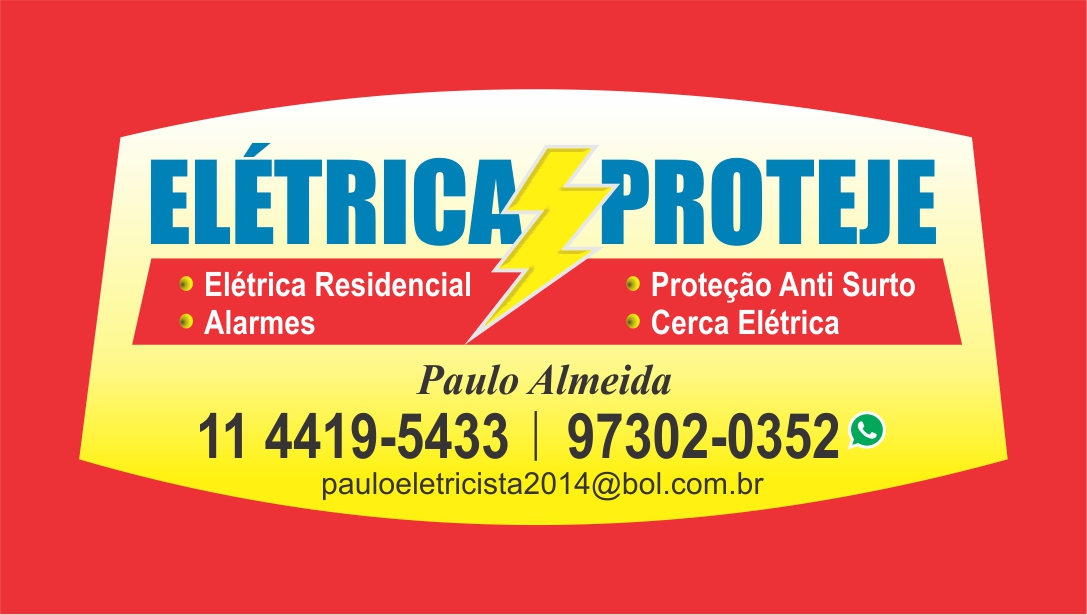 ELÉTRICA PROTEJE
Elétrica Residencial
Alarmes
Proteção Anti Surto
Cerca Elétrica
Paulo Almeida
11 4419-5433 | 97302-0352
pauloeletricista2014@bol.com.br